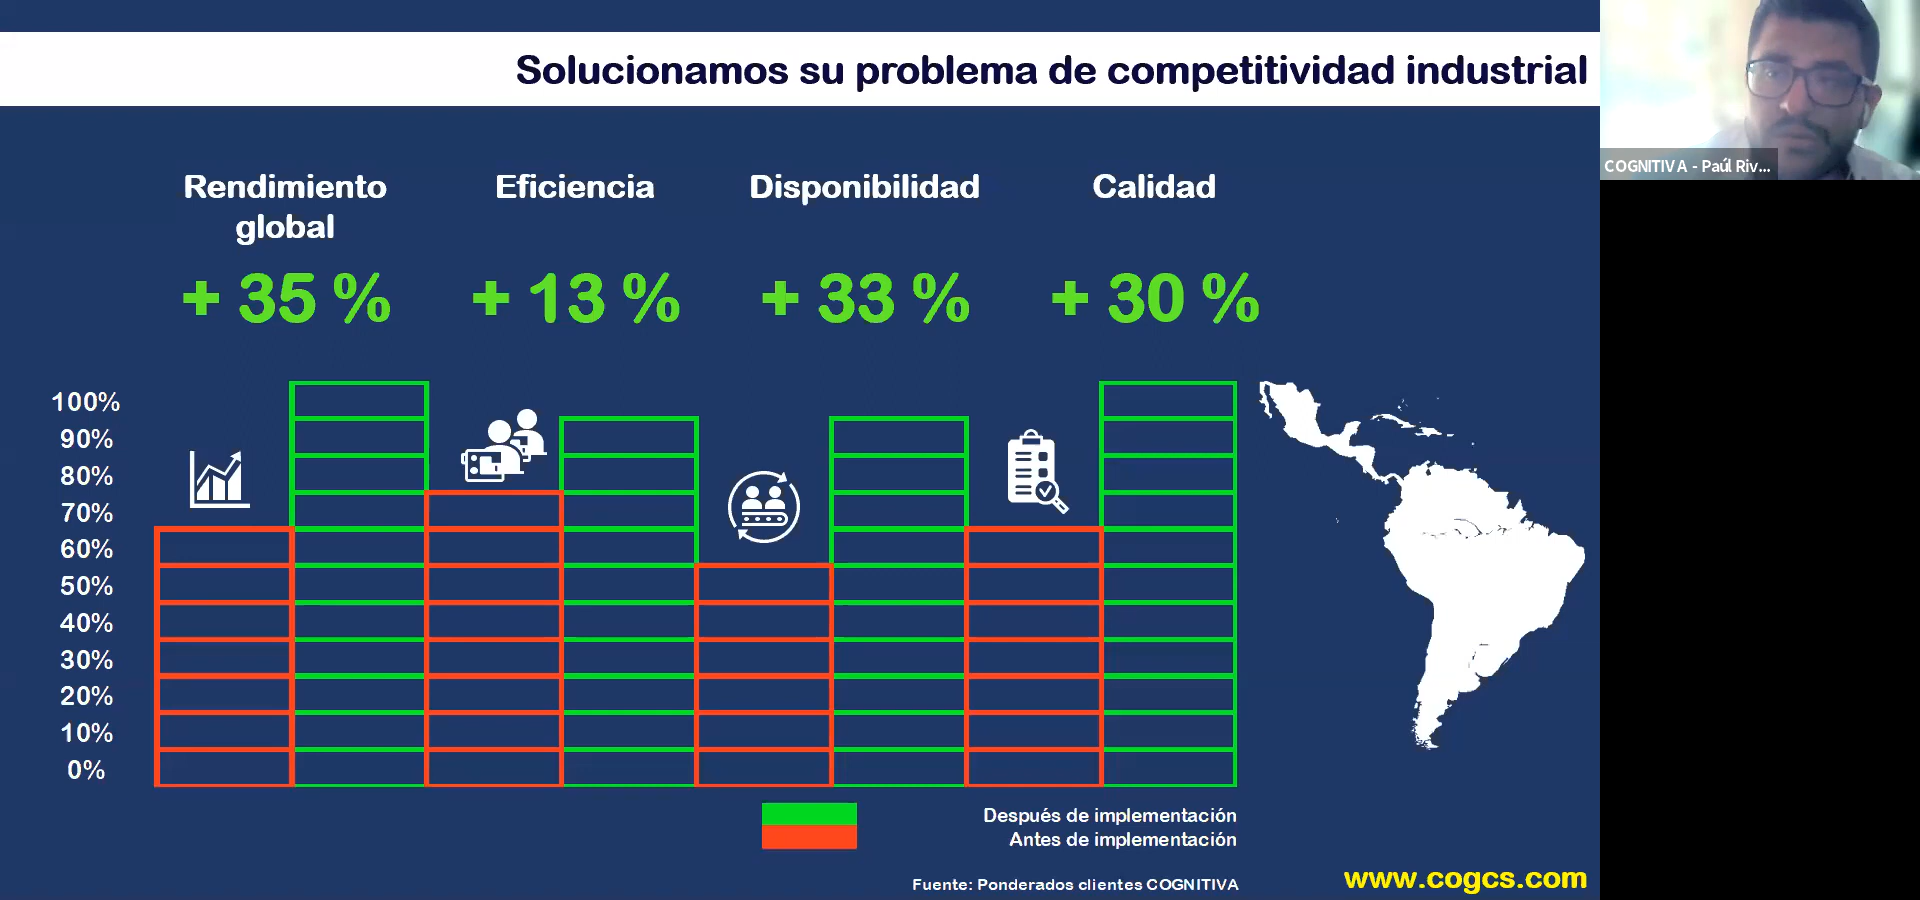 Solucionamos su problema de competitividad industrial
COGNITIVA - Paúl Riv...
Rendimiento
global
Eficiencia
Disponibilidad
Calidad
+ 35 %
+ 13 %
+ 33 %
+ 30 %
100%
90%
80%
70%
60%
50%
40%
30%
20%
10%
0%
Después de implementación
Antes de implementación
Fuente: Ponderados clientes COGNITIVA
www.cogcs.com